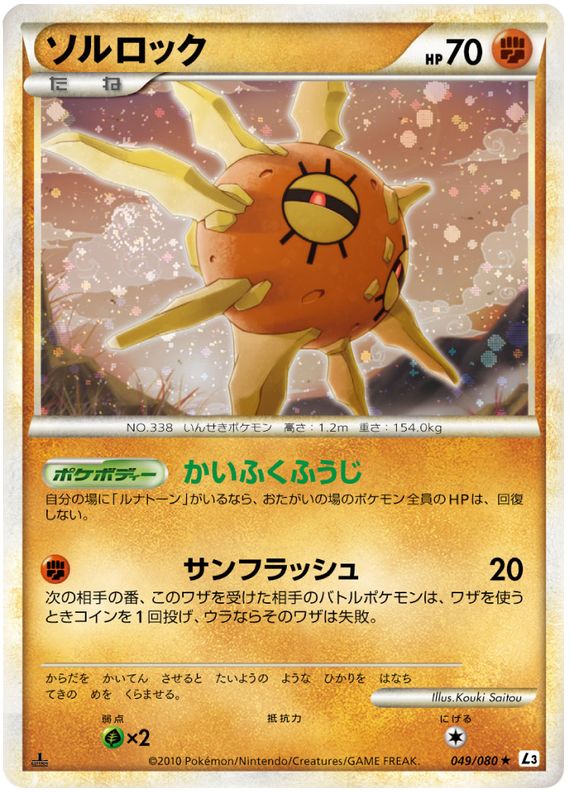 ソルロック
HP70
たね
NO.338 いんせきポケモン 高さ：1.2m 重さ：154.0kg
ポケボディー かいふくふうじ
自分の場に「ルナトーン」がいるなら、おたがいの場のポケモン全員のHPは、回復
しない。
サンフラッシュ 20
次の相手の番、このワザを受けた相手のバトルポケモンは、ワザを使う
ときコインを1回投げ、ウラならそのワザは失敗。
からだを かいてん させると たいようの ような ひかりを はなち
てきの めを くらませる。
Illus.Kouki Saitou
弱点 抵抗力 にげる
×2
©2010 Pokémon/Nintendo/Creatures/GAME FREAK.
049/080 ★ L3